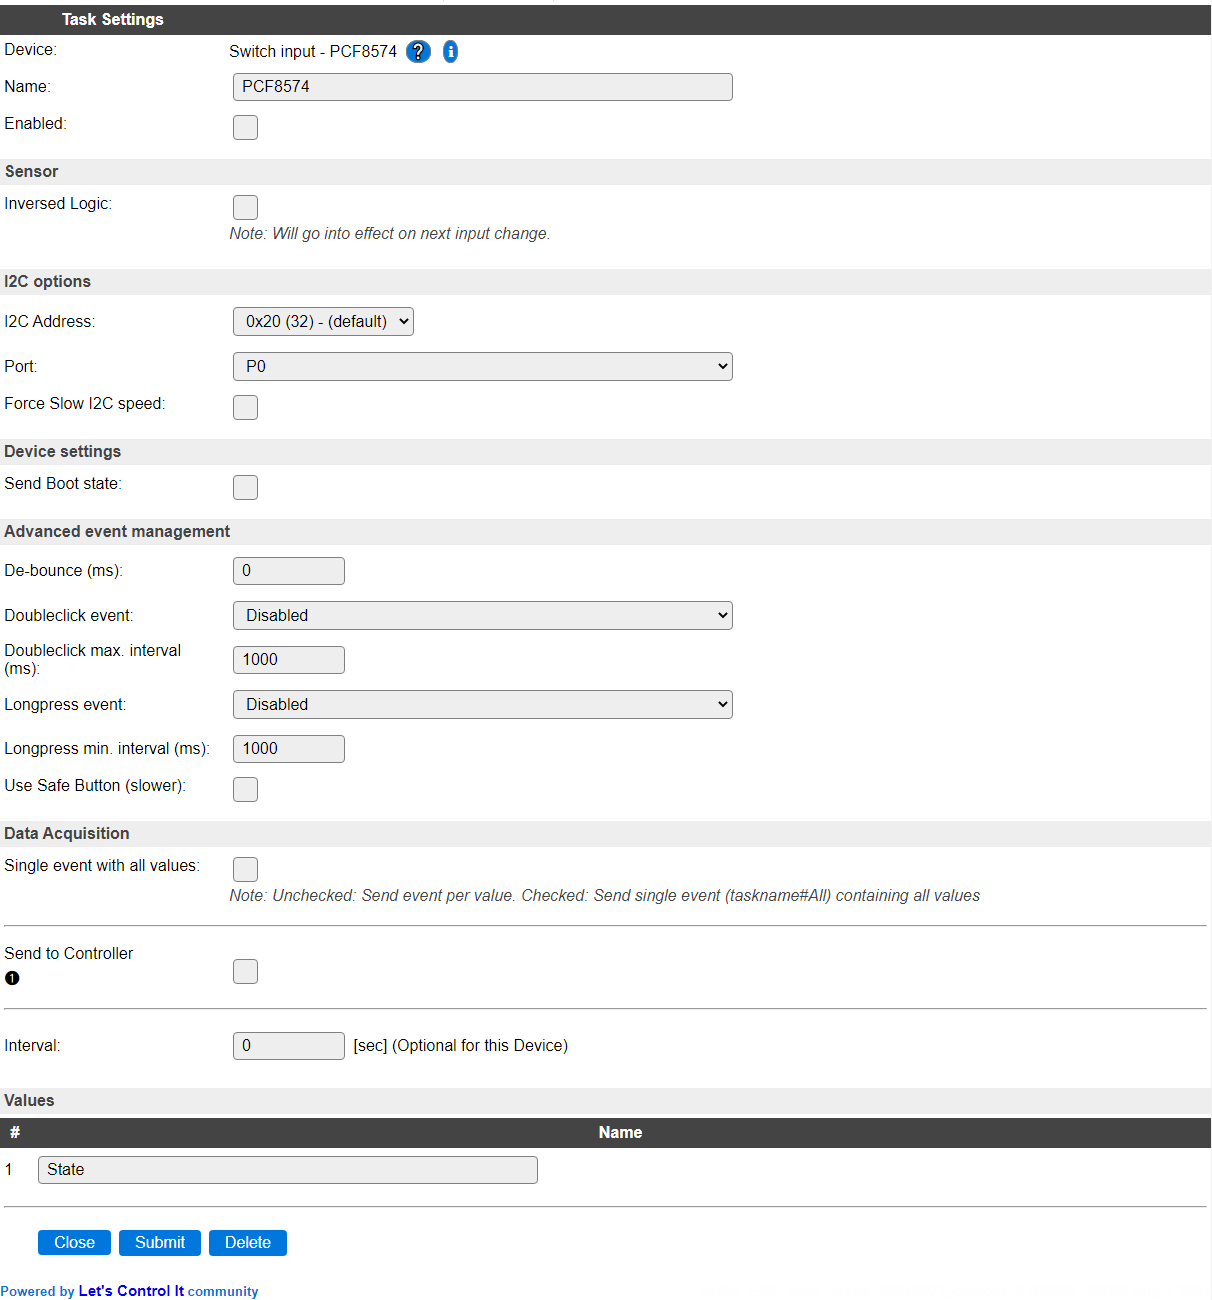 Task Settings
Device: Switch input - PCF8574 ? i
Name: PCF8574
Enabled:
Sensor
Inversed Logic:
Note: Will go into effect on next input change.
I2C options
I2C Address: 0x20 (32) - (default)
Port: P0
Force Slow I2C speed:
Device settings
Send Boot state:
Advanced event management
De-bounce (ms): 0
Doubleclick event: Disabled
Doubleclick max. interval
(ms): 1000
Longpress event: Disabled
Longpress min. interval (ms): 1000
Use Safe Button (slower):
Data Acquisition
Single event with all values:
Note: Unchecked: Send event per value. Checked: Send single event (taskname#All) containing all values
Send to Controller
❶
Interval: 0 [sec] (Optional for this Device)
Values
# Name
1 State
Close Submit Delete
Powered by Let's Control It community